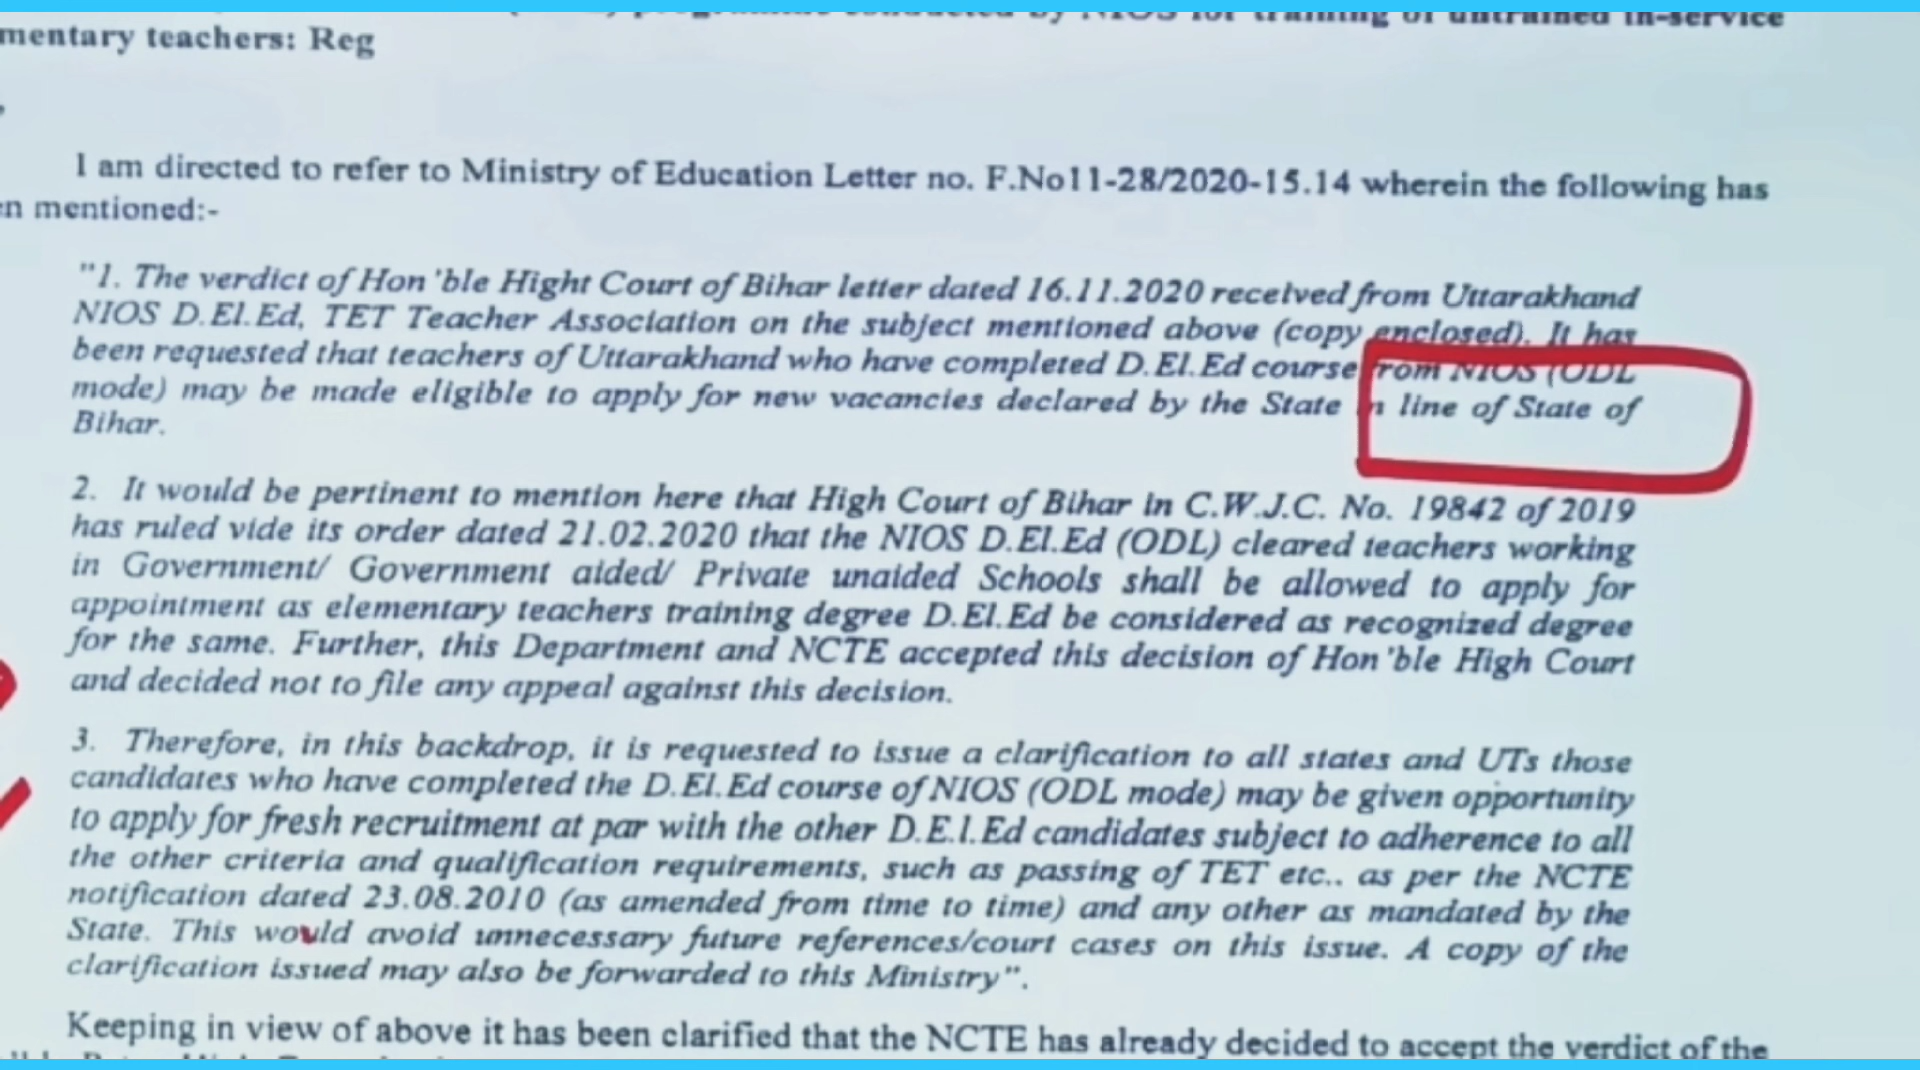 conducted by NIOS for training of untrained in-service
mentary teachers: Reg
,
I am directed to refer to Ministry of Education Letter no. F.No11-28/2020-15.14 wherein the following has
en mentioned:-
"1. The verdict of Hon'ble Hight Court of Bihar letter dated 16.11.2020 received from Uttarakhand
NIOS D.El.Ed, TET Teacher Association on the subject mentioned above (copy enclosed). It has
been requested that teachers of Uttarakhand who have completed D.El.Ed course from NIOS (ODL
mode) may be made eligible to apply for new vacancies declared by the State in line of State of
Bihar.
2. It would be pertinent to mention here that High Court of Bihar in C.W.J.C. No. 19842 of 2019
has ruled vide its order dated 21.02.2020 that the NIOS D.El.Ed (ODL) cleared teachers working
in Government/ Government aided/ Private unaided Schools shall be allowed to apply for
appointment as elementary teachers training degree D.El.Ed be considered as recognized degree
for the same. Further, this Department and NCTE accepted this decision of Hon'ble High Court
and decided not to file any appeal against this decision.
3. Therefore, in this backdrop, it is requested to issue a clarification to all states and UTs those
candidates who have completed the D.El.Ed course of NIOS (ODL mode) may be given opportunity
to apply for fresh recruitment at par with the other D.E.l.Ed candidates subject to adherence to all
the other criteria and qualification requirements, such as passing of TET etc.. as per the NCTE
notification dated 23.08.2010 (as amended from time to time) and any other as mandated by the
State. This would avoid unnecessary future references/court cases on this issue. A copy of the
clarification issued may also be forwarded to this Ministry".
Keeping in view of above it has been clarified that the NCTE has already decided to accept the verdict of the